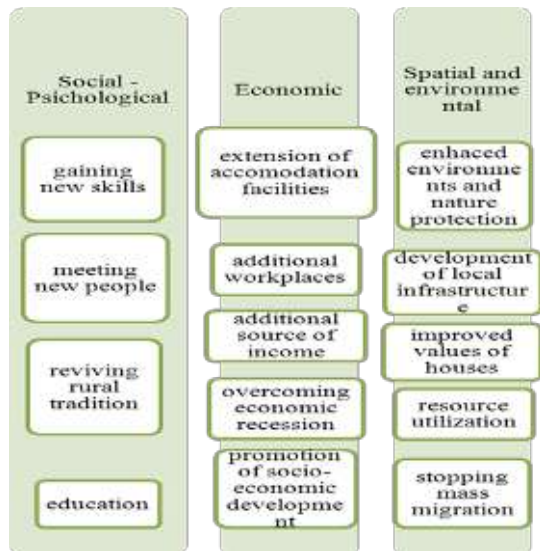 Social -
Psichological
gaining
new skills
meeting
new people
reviving
rural
tradition
education
Economic
extension of
accomodation
facilities
additional
workplaces
additional
source of
income
overcoming
economic
recession
promotion
of socio-
economic
developme
nt
Spatial and
environme
ntal
enhaced
environme
nts and
nature
protection
development
of local
infrastructur
e
improved
values of
houses
resource
utilization
stopping
mass
migration